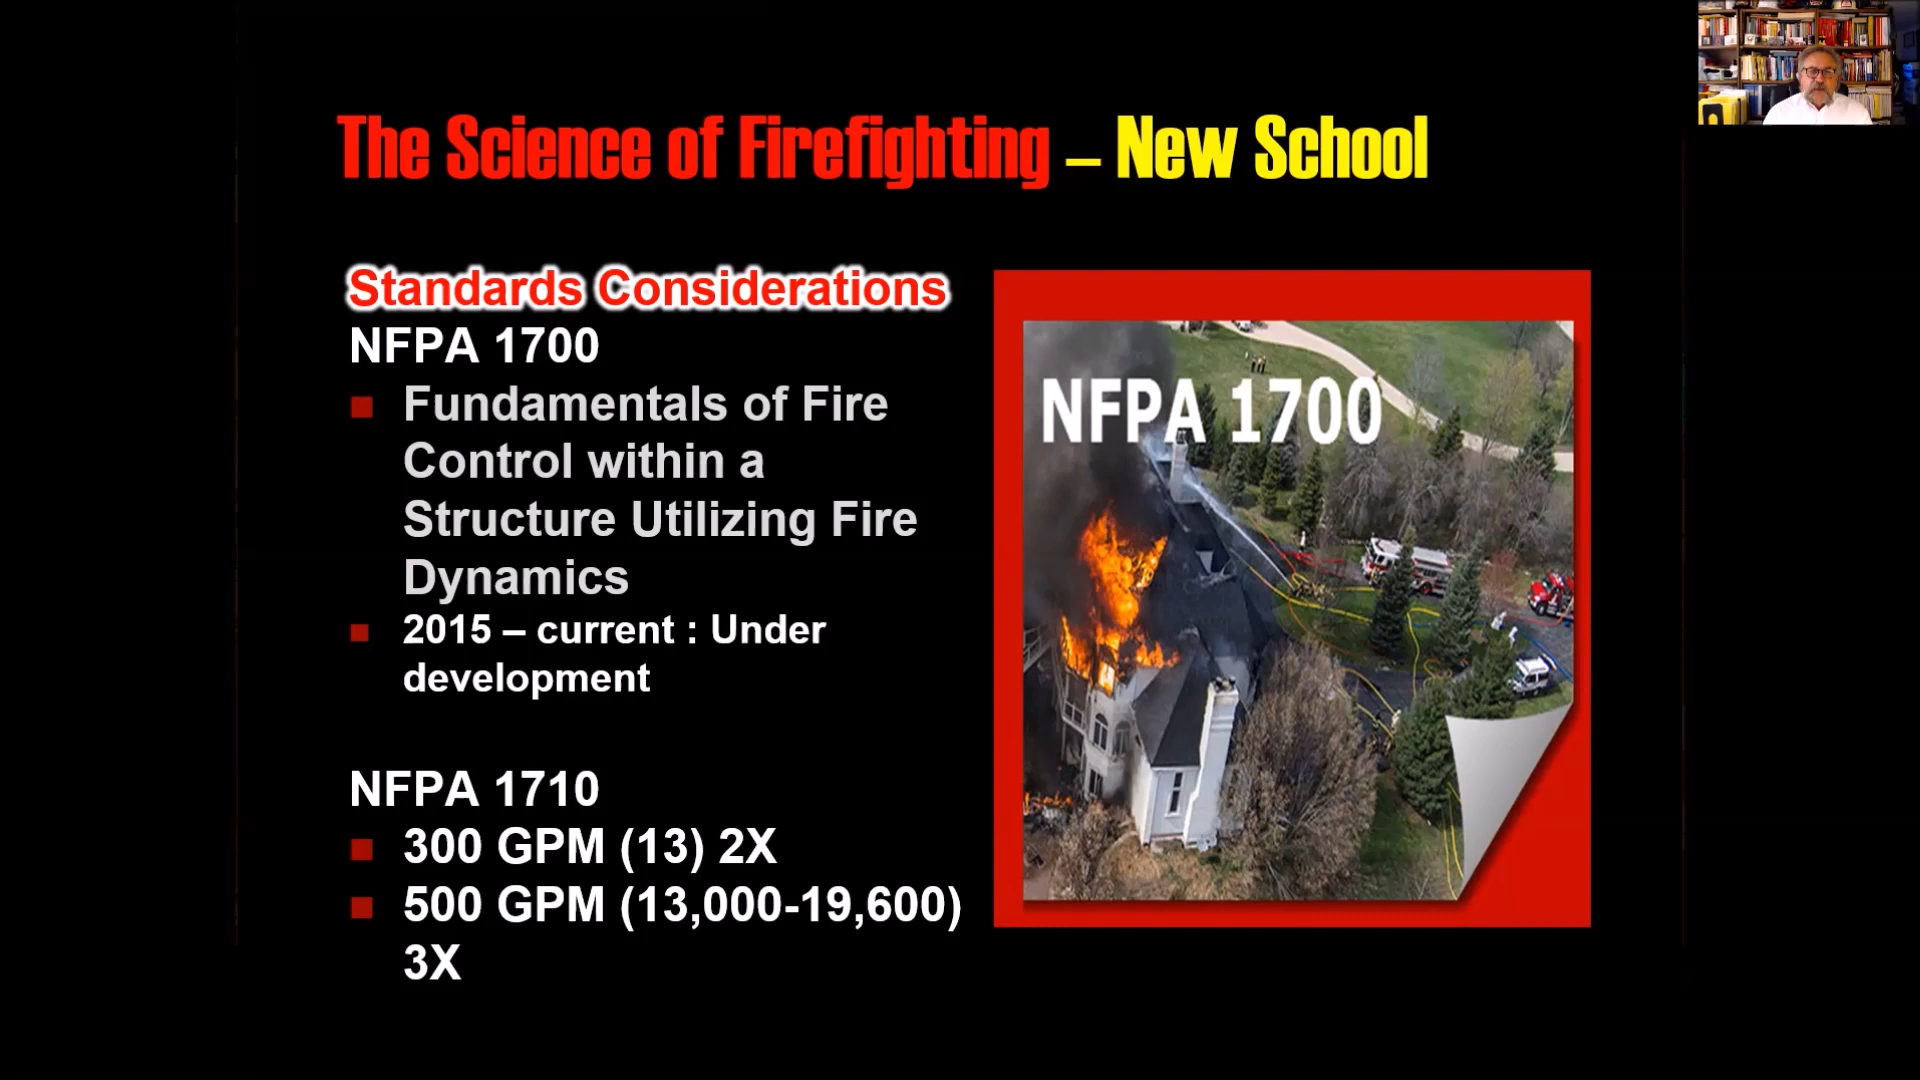 The Science of Firefighting – New School
Standards Considerations
NFPA 1700
Fundamentals of Fire
Control within a
Structure Utilizing Fire
Dynamics
2015 – current : Under
development
NFPA 1710
300 GPM (13) 2X
500 GPM (13,000-19,600)
3X
NFPA 1700